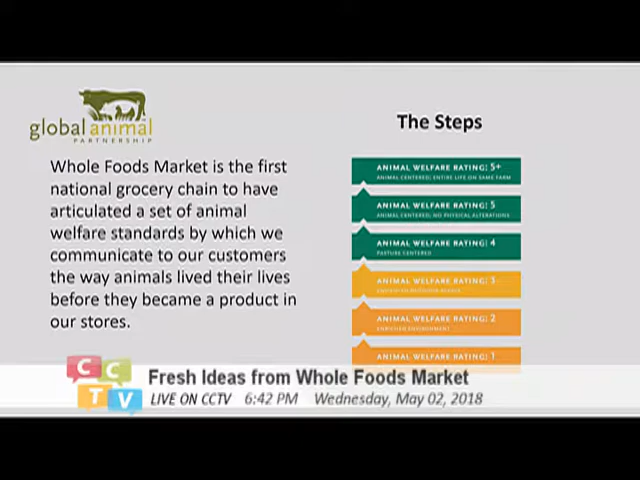 global animal
PARTNERSHIP
Whole Foods Market is the first
national grocery chain to have
articulated a set of animal
welfare standards by which we
communicate to our customers
the way animals lived their lives
before they became a product in
our stores.
The Steps
ANIMAL WELFARE RATING: 5+
ANIMAL CENTERED; ENTIRE LIFE ON SAME FARM
ANIMAL WELFARE RATING: 5
ANIMAL CENTERED; NO PHYSICAL ALTERATIONS
ANIMAL WELFARE RATING: 4
PASTURE CENTERED
ANIMAL WELFARE RATING: 3
ANIMAL WELFARE RATING: 2
ENRICHED ENVIRONMENT
ANIMAL WELFARE RATING: 1
CCTV
Fresh Ideas from Whole Foods Market
LIVE ON CCTV 6:42 PM Wednesday, May 02, 2018